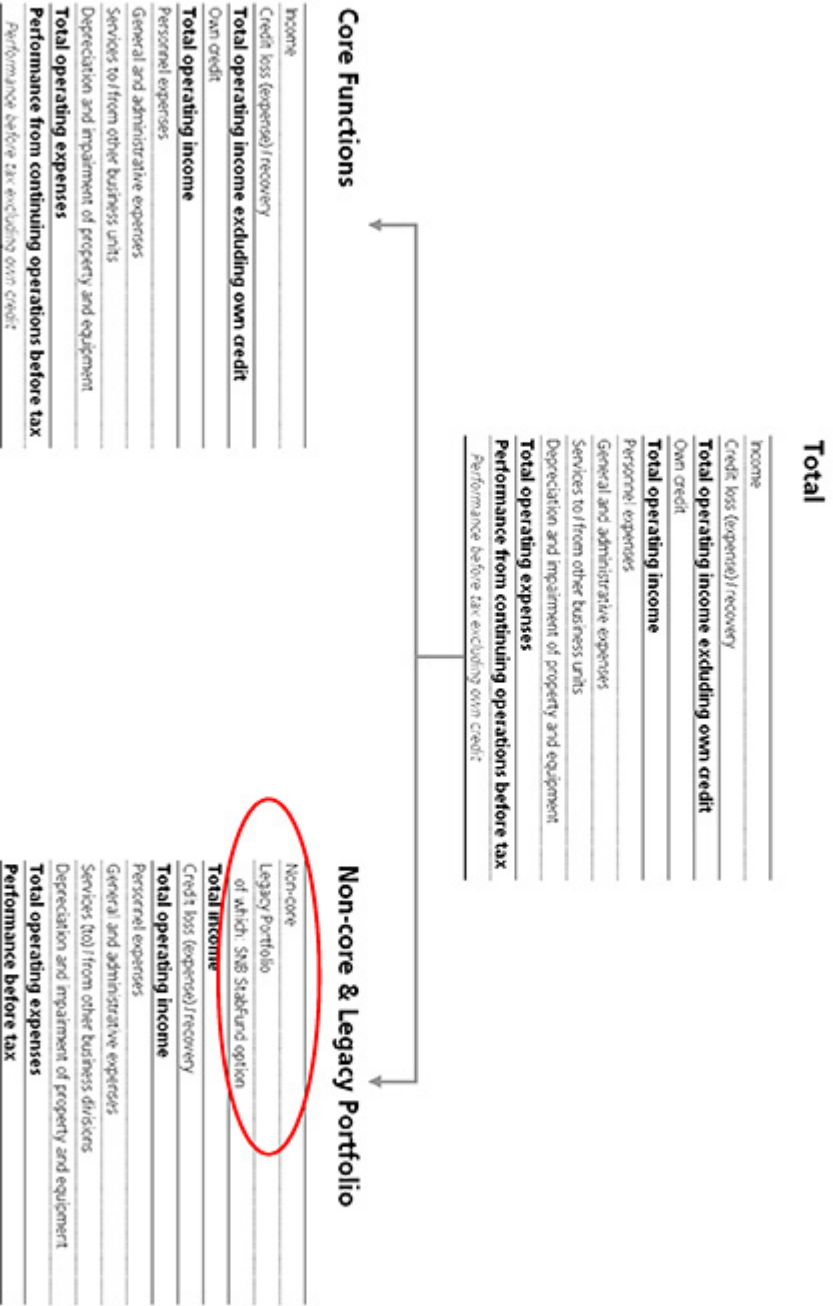 Total
Income
Credit loss (expense) / recovery
Total operating income excluding own credit
Own credit
Total operating income
Personnel expenses
General and administrative expenses
Services to / from other business units
Depreciation and impairment of property and equipment
Total operating expenses
Performance from continuing operations before tax
Performance before tax excluding own credit
Core Functions
Income
Credit loss (expense) / recovery
Total operating income excluding own credit
Own credit
Total operating income
Personnel expenses
General and administrative expenses
Services to / from other business units
Depreciation and impairment of property and equipment
Total operating expenses
Performance from continuing operations before tax
Performance before tax excluding own credit
Non-core & Legacy Portfolio
Non-core
Legacy Portfolio
of which: SNB StabFund option
Total income
Credit loss (expense) / recovery
Total operating income
Personnel expenses
General and administrative expenses
Services (to) / from other business divisions
Depreciation and impairment of property and equipment
Total operating expenses
Performance before tax